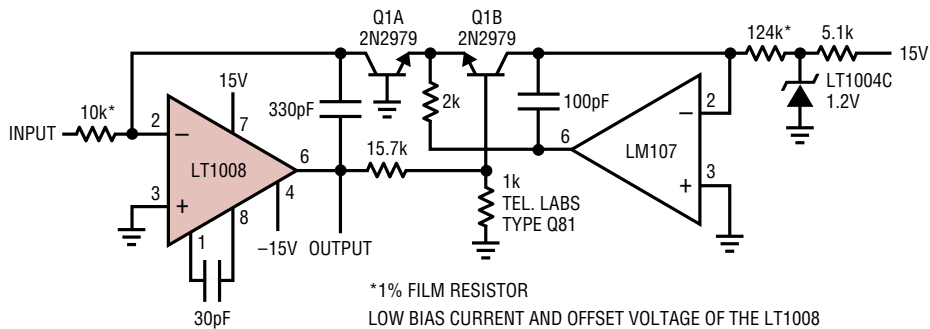 Q1A
2N2979
Q1B
2N2979
124k*
5.1k
15V
LT1004C
1.2V
15V
330pF
2k
100pF
10k*
INPUT
2
7
–
LT1008
6
15.7k
6
2
–
LM107
3
+
8
4
1
–15V
OUTPUT
3
+
1k
TEL. LABS
TYPE Q81
30pF
*1% FILM RESISTOR
LOW BIAS CURRENT AND OFFSET VOLTAGE OF THE LT1008